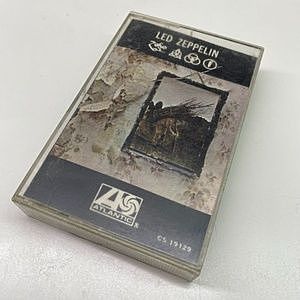 LED ZEPPELIN
ATLANTIC
®
CS 19129